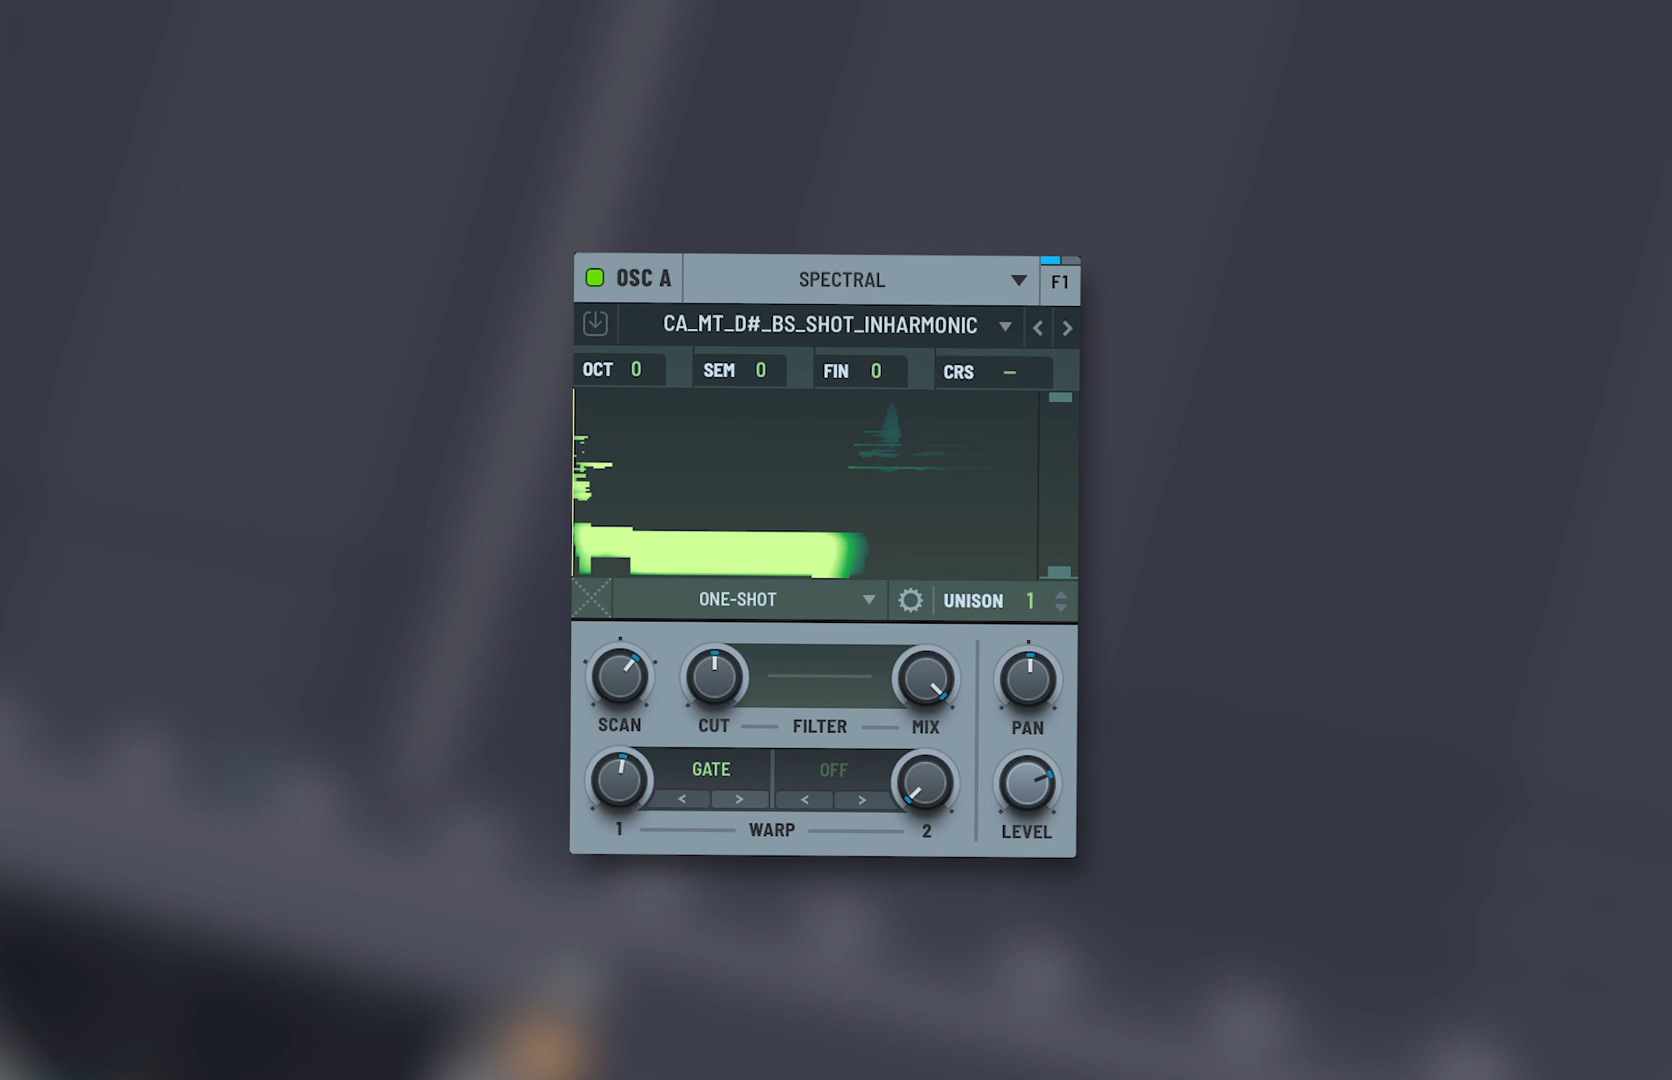 OSC A SPECTRAL F1
CA_MT_D#_BS_SHOT_INHARMONIC < >
OCT 0 SEM 0 FIN 0 CRS –
ONE-SHOT UNISON 1
SCAN CUT FILTER MIX PAN
GATE OFF
< > < >
1 WARP 2 LEVEL